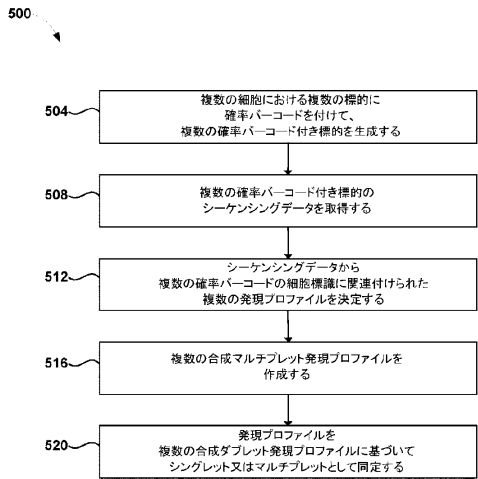 500
504
複数の細胞における複数の標的に
確率バーコードを付けて、
複数の確率バーコード付き標的を生成する
508
複数の確率バーコード付き標的の
シーケンシングデータを取得する
512
シーケンシングデータから
複数の確率バーコードの細胞標識に関連付けられた
複数の発現プロファイルを決定する
516
複数の合成マルチプレット発現プロファイルを
作成する
520
発現プロファイルを
複数の合成ダブレット発現プロファイルに基づいて
シングレット又はマルチプレットとして同定する